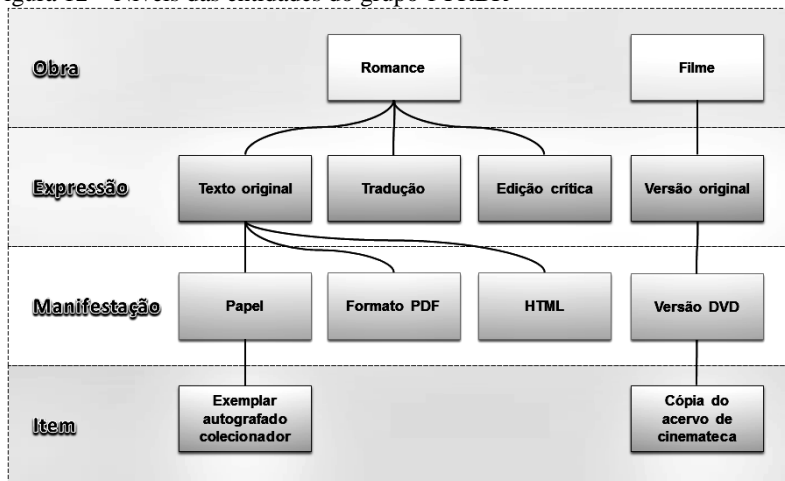 Obra
Romance
Filme
Expressão
Texto original
Tradução
Edição crítica
Versão original
Manifestação
Papel
Formato PDF
HTML
Versão DVD
Item
Exemplar
autografado
colecionador
Cópia do
acervo de
cinemateca